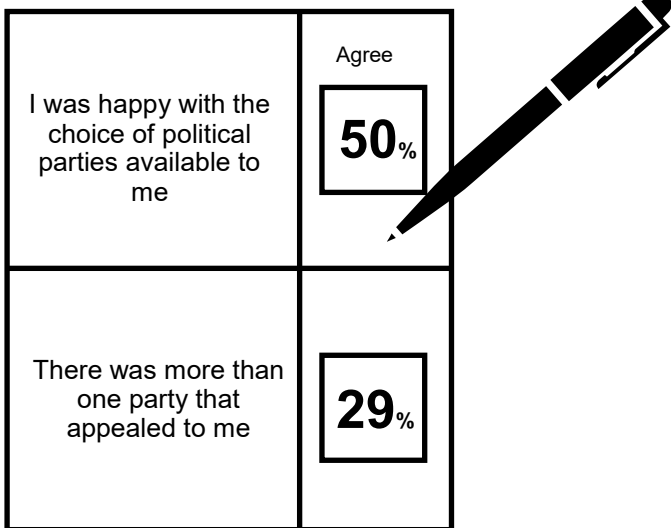 Agree
I was happy with the
choice of political
parties available to
me
50%
There was more than
one party that
appealed to me
29%